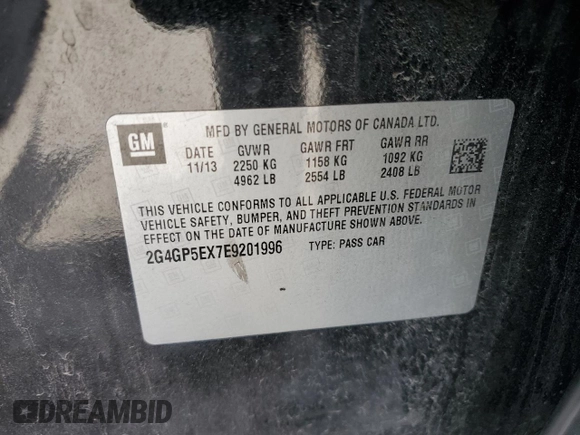 GM
MFD BY GENERAL MOTORS OF CANADA LTD.
DATE GVWR GAWR FRT GAWR RR
11/13 2250 KG 1158 KG 1092 KG
4962 LB 2554 LB 2408 LB
THIS VEHICLE CONFORMS TO ALL APPLICABLE U.S. FEDERAL MOTOR
VEHICLE SAFETY, BUMPER, AND THEFT PREVENTION STANDARDS IN
EFFECT ON THE DATE OF MANUFACTURE SHOWN ABOVE.
2G4GP5EX7E9201996 TYPE: PASS CAR
DREAMBID